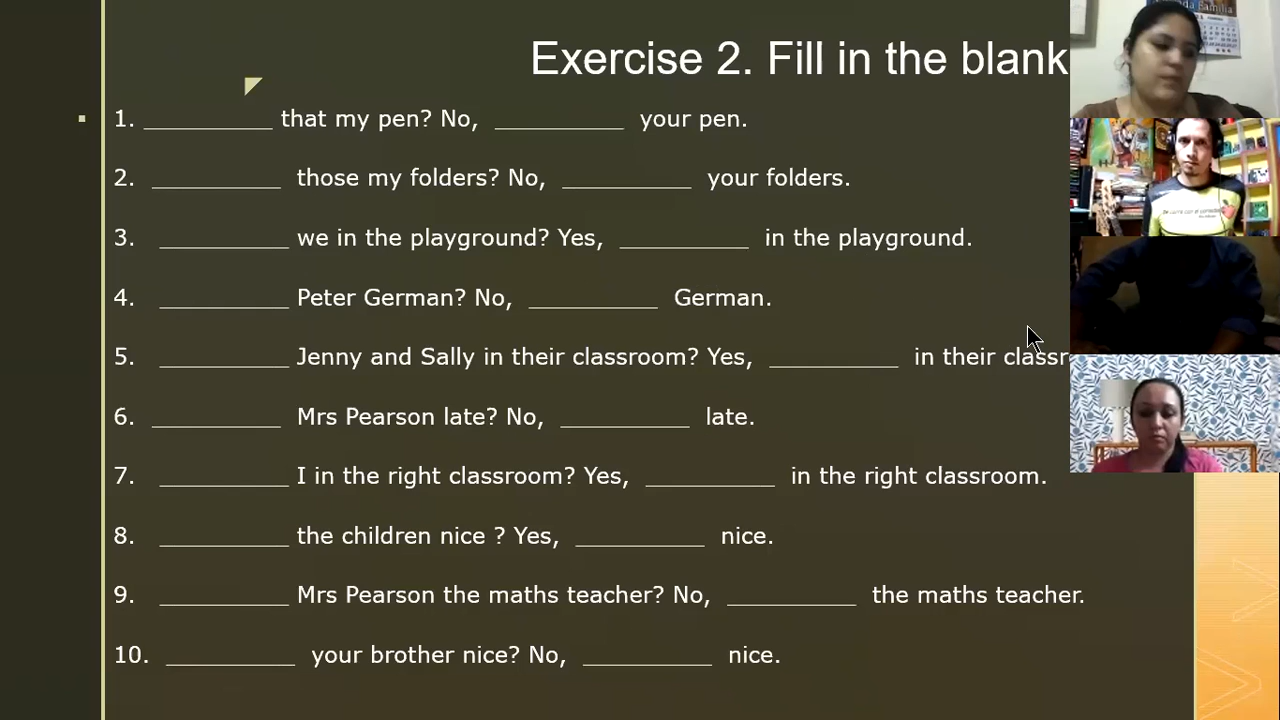 Exercise 2. Fill in the blank
1. __________ that my pen? No, __________ your pen.
2. __________ those my folders? No, __________ your folders.
3. __________ we in the playground? Yes, __________ in the playground.
4. __________ Peter German? No, __________ German.
5. __________ Jenny and Sally in their classroom? Yes, __________ in their
6. __________ Mrs Pearson late? No, __________ late.
7. __________ I in the right classroom? Yes, __________ in the right classroom.
8. __________ the children nice ? Yes, __________ nice.
9. __________ Mrs Pearson the maths teacher? No, __________ the maths teacher.
10. __________ your brother nice? No, __________ nice.